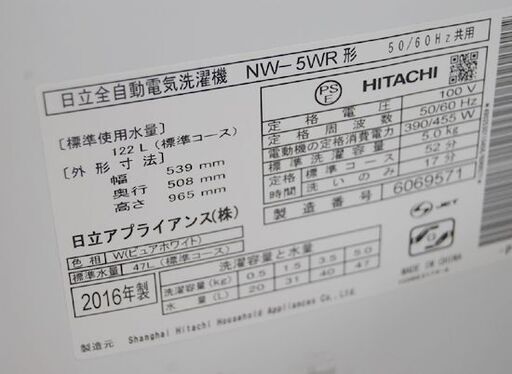 日立全自動電気洗濯機 NW-5WR 形 50/60Hz共用
[標準使用水量]
122 L (標準コース)
[外形寸法]
幅 539 mm
奥行 508 mm
高さ 965 mm
日立アプライアンス(株)
色相 W(ピュアホワイト)
標準水量 47L (標準コース)
2016年製
PS
E
HITACHI
定格電圧 100 V
定格周波数 50/60 Hz
電動機の定格消費電力 390/455 W
標準洗濯容量 5.0 kg
時間 標準コース 52分
洗いのみ 17分
製造番号 6069571
JET
洗濯容量と水量
洗濯容量(kg) 0.5 1.5 3.5 5.0
水量(L) 20 31 40 47
製造元 Shanghai Hitachi Household Appliances Co., Ltd.